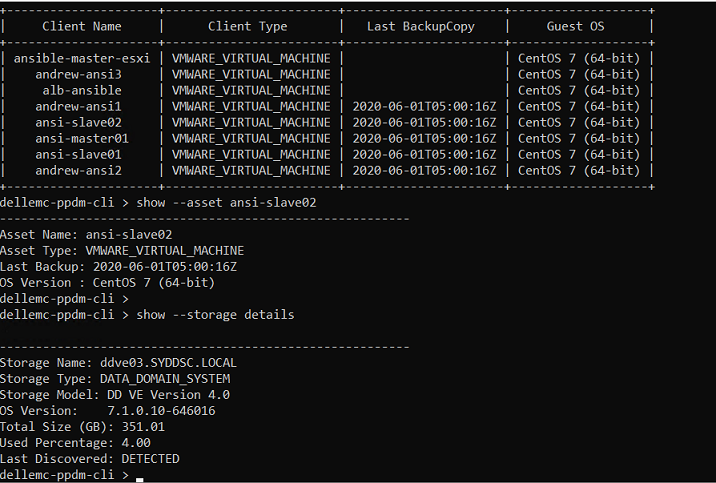 +--------------------+-------------------------+----------------------+--------------------+
|     Client Name     |      Client Type      |   Last BackupCopy   |     Guest OS     |
+--------------------+-------------------------+----------------------+--------------------+
| ansible-master-esxi | VMWARE_VIRTUAL_MACHINE |                      | CentOS 7 (64-bit) |
|    andrew-ansi3    | VMWARE_VIRTUAL_MACHINE |                      | CentOS 7 (64-bit) |
|    alb-ansible     | VMWARE_VIRTUAL_MACHINE |                      | CentOS 7 (64-bit) |
|    andrew-ansi1    | VMWARE_VIRTUAL_MACHINE | 2020-06-01T05:00:16Z | CentOS 7 (64-bit) |
|    ansi-slave02    | VMWARE_VIRTUAL_MACHINE | 2020-06-01T05:00:16Z | CentOS 7 (64-bit) |
|    ansi-master01   | VMWARE_VIRTUAL_MACHINE | 2020-06-01T05:00:16Z | CentOS 7 (64-bit) |
|    ansi-slave01    | VMWARE_VIRTUAL_MACHINE | 2020-06-01T05:00:16Z | CentOS 7 (64-bit) |
|    andrew-ansi2    | VMWARE_VIRTUAL_MACHINE | 2020-06-01T05:00:16Z | CentOS 7 (64-bit) |
+--------------------+-------------------------+----------------------+--------------------+
dellemc-ppdm-cli > show --asset ansi-slave02
------------------------------------------------------
Asset Name: ansi-slave02
Asset Type: VMWARE_VIRTUAL_MACHINE
Last Backup: 2020-06-01T05:00:16Z
OS Version : CentOS 7 (64-bit)
dellemc-ppdm-cli >
dellemc-ppdm-cli > show --storage details
------------------------------------------------------
Storage Name: ddve03.SYDDSC.LOCAL
Storage Type: DATA_DOMAIN_SYSTEM
Storage Model: DD VE Version 4.0
OS Version:    7.1.0.10-646016
Total Size (GB): 351.01
Used Percentage: 4.00
Last Discovered: DETECTED
dellemc-ppdm-cli >